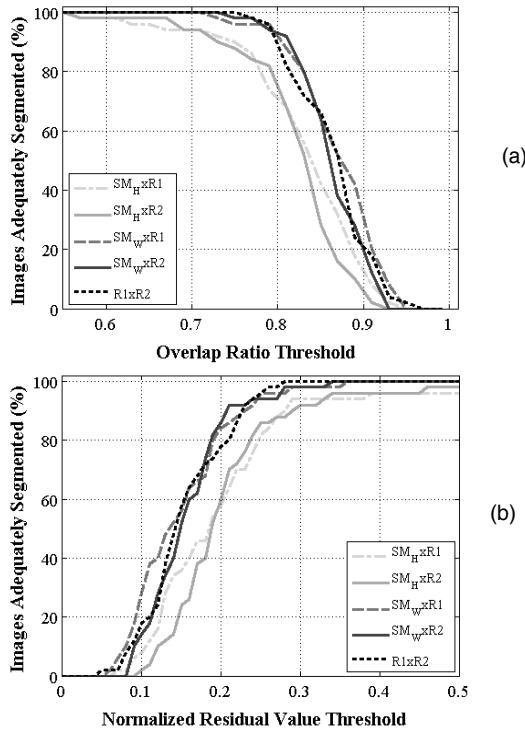 Images Adequately Segmented (%)
100
80
60
40
20
0
SM_HxR1
SM_HxR2
SM_WxR1
SM_WxR2
R1xR2
0.6
0.7
0.8
0.9
1
Overlap Ratio Threshold
(a)
Images Adequately Segmented (%)
100
80
60
40
20
0
SM_HxR1
SM_HxR2
SM_WxR1
SM_WxR2
R1xR2
0
0.1
0.2
0.3
0.4
0.5
Normalized Residual Value Threshold
(b)